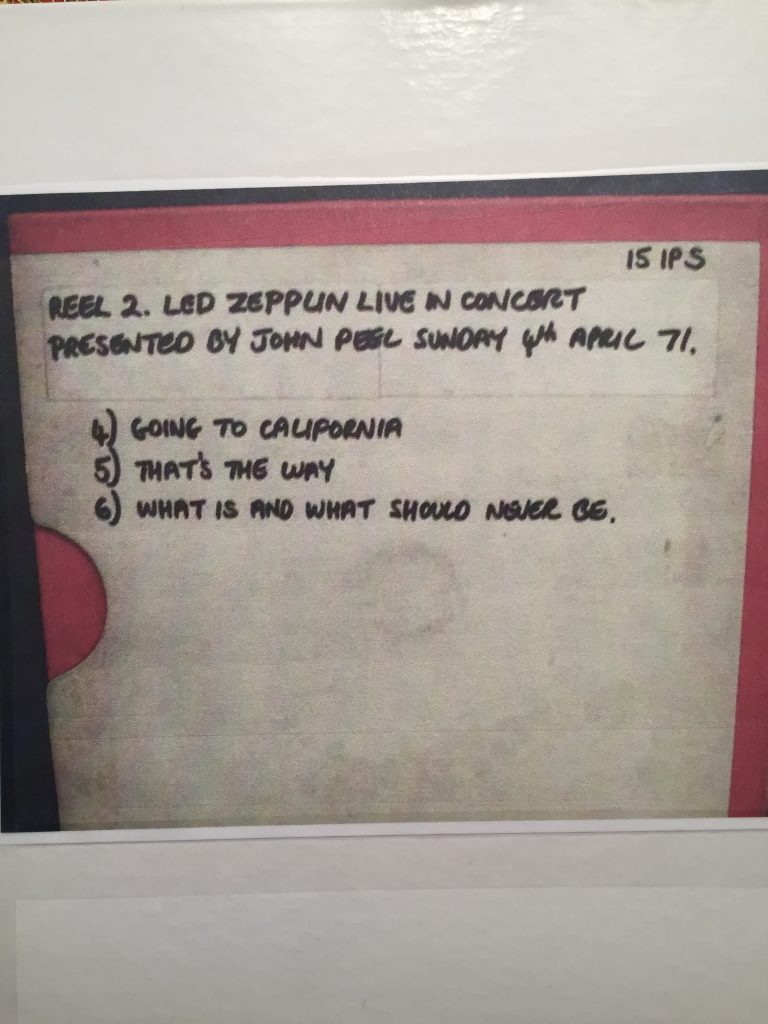 15 IPS
REEL 2. LED ZEPPLIN LIVE IN CONCERT
PRESENTED BY JOHN PEEL SUNDAY 4th APRIL 71.
4) GOING TO CALIFORNIA
5) THAT'S THE WAY
6) WHAT IS AND WHAT SHOULD NEVER BE.